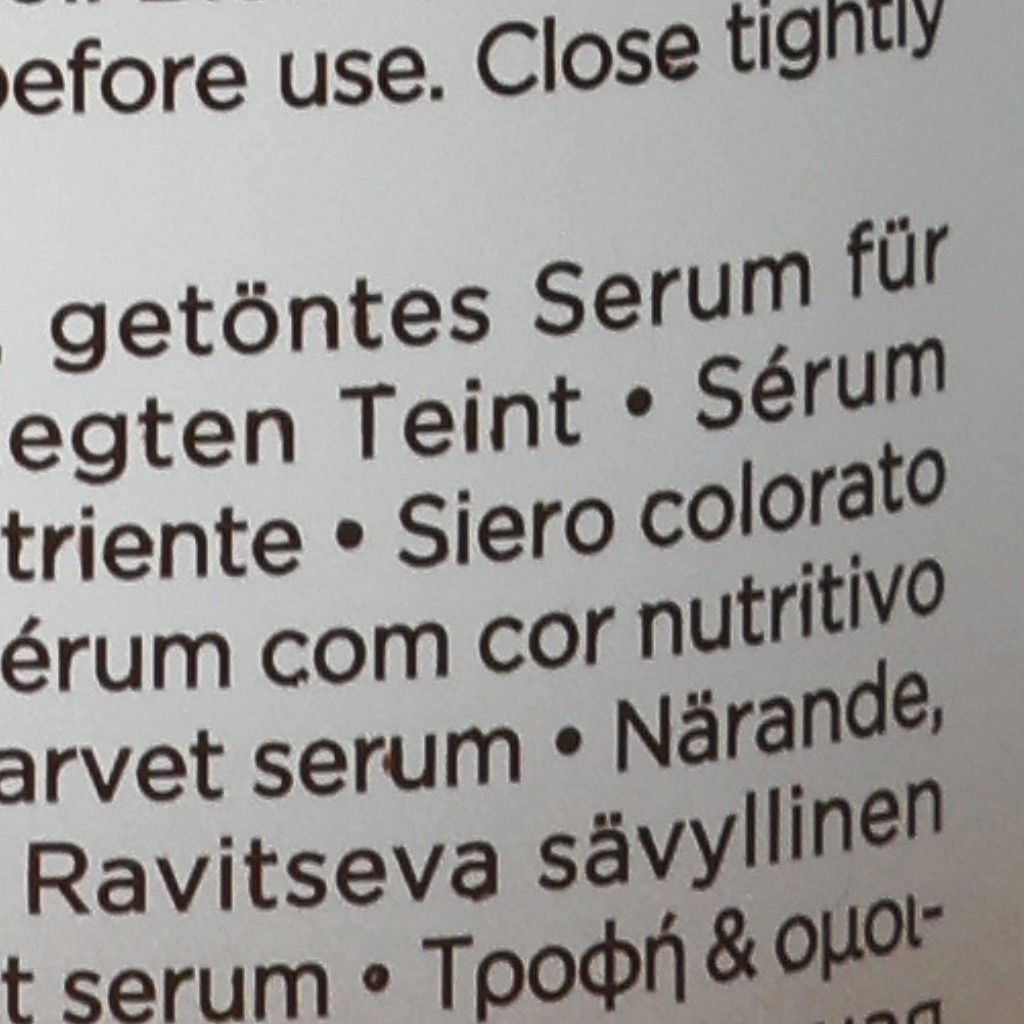 before use. Close tightly
getöntes Serum für
egten Teint • Sérum
triente • Siero colorato
érum com cor nutritivo
arvet serum • Närande,
Ravitseva sävyllinen
t serum • Τροφή & ομοι-